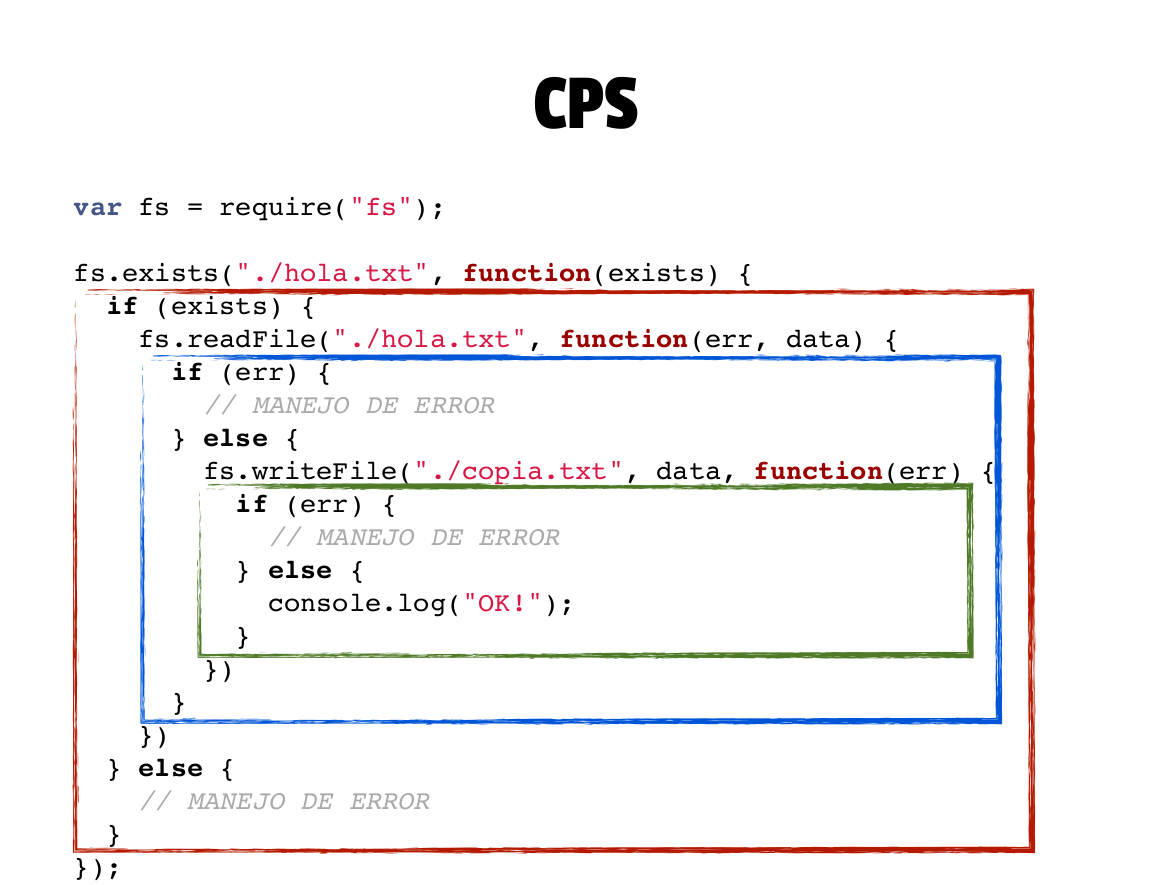 CPS
var fs = require("fs");
fs.exists("./hola.txt", function(exists) {
  if (exists) {
    fs.readFile("./hola.txt", function(err, data) {
      if (err) {
        // MANEJO DE ERROR
      } else {
        fs.writeFile("./copia.txt", data, function(err) {
          if (err) {
            // MANEJO DE ERROR
          } else {
            console.log("OK!");
          }
        })
      }
    })
  } else {
    // MANEJO DE ERROR
  }
});